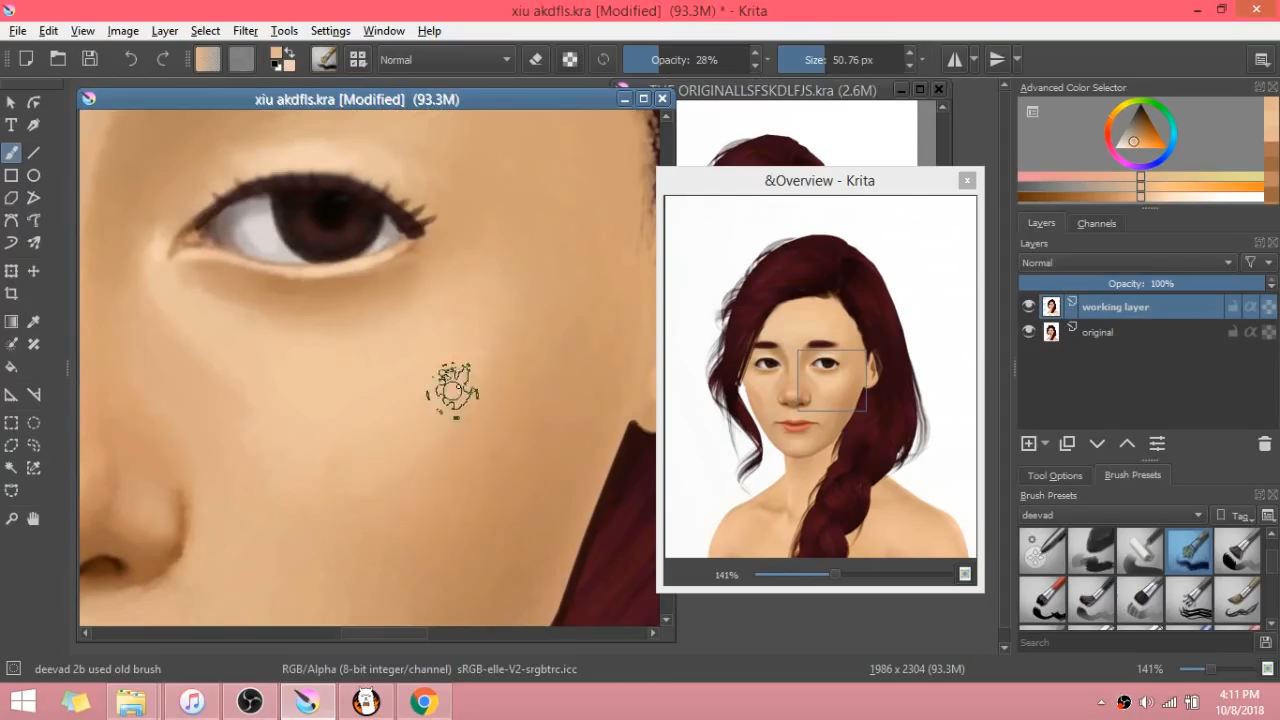 xiu akdfls.kra [Modified] (93.3M) * - Krita
File Edit View Image Layer Select Filter Tools Settings Window Help
Normal
Opacity: 28%
Size: 50.76 px
xiu akdfls.kra [Modified] (93.3M)
ORIGINALLSFSKDLFJS.kra (2.6M)
&Overview - Krita
141%
Advanced Color Selector
Layers Channels
Layers
Normal
Opacity: 100%
working layer
original
Tool Options Brush Presets
Brush Presets
deevad
Tag
Search
deevad 2b used old brush
RGB/Alpha (8-bit integer/channel) sRGB-elle-V2-srgbtrc.icc
1986 x 2304 (93.3M)
141%
4:11 PM
10/8/2018